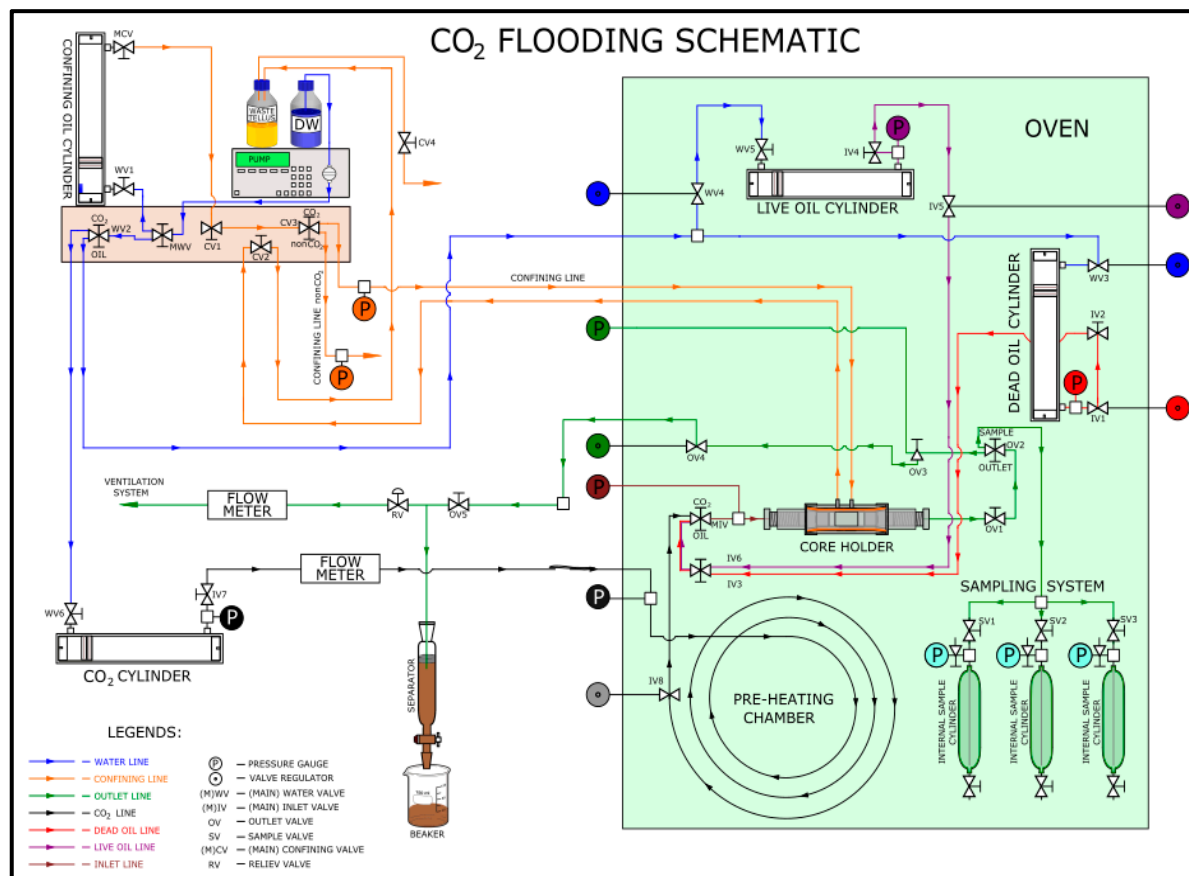 CO2 FLOODING SCHEMATIC
MCV
CONFINING OIL CYLINDER
WASTE
TELLUS
DW
PUMP
CV4
WV1
CO2
WV2
OIL
MWV
CV1
CV3
CO2
nonCO2
CV2
CONFINING LINE
CONFINING LINE nonCO2
P
P
OVEN
WV5
IV4
P
LIVE OIL CYLINDER
WV4
IV5
WV3
DEAD OIL CYLINDER
IV2
P
IV1
P
SAMPLE
OV2
OUTLET
OV3
OV4
OV1
P
CO2
MIV
OIL
CORE HOLDER
IV6
IV3
VENTILATION
SYSTEM
FLOW
METER
RV
OV5
FLOW
METER
IV7
P
WV6
CO2 CYLINDER
P
IV8
PRE-HEATING
CHAMBER
SAMPLING SYSTEM
SV1
SV2
SV3
P
P
P
INTERNAL SAMPLE
CYLINDER
INTERNAL SAMPLE
CYLINDER
INTERNAL SAMPLE
CYLINDER
SEPARATOR
BEAKER
LEGENDS:
– WATER LINE
– CONFINING LINE
– OUTLET LINE
– CO2 LINE
– DEAD OIL LINE
– LIVE OIL LINE
– INLET LINE
P – PRESSURE GAUGE
– VALVE REGULATOR
(M)WV – (MAIN) WATER VALVE
(M)IV – (MAIN) INLET VALVE
OV – OUTLET VALVE
SV – SAMPLE VALVE
(M)CV – (MAIN) CONFINING VALVE
RV – RELIEV VALVE